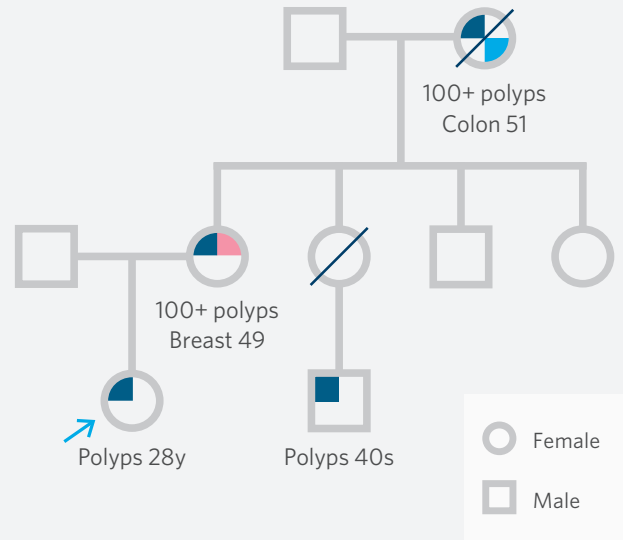 100+ polyps
Colon 51
100+ polyps
Breast 49
Polyps 28y
Polyps 40s
Female
Male